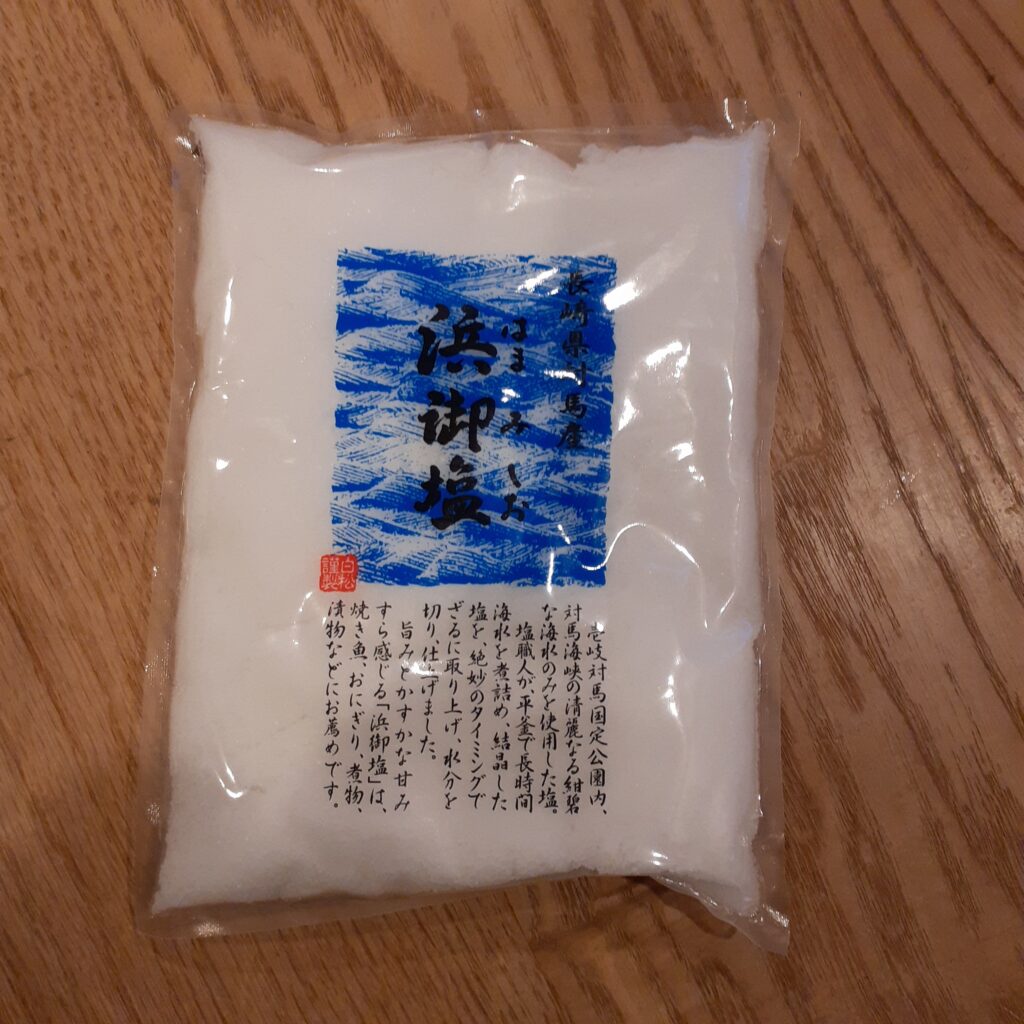 長崎県対馬産
はまみしお
浜御塩
白松
謹製
壱岐対馬国定公園内、
対馬海峡の清麗なる紺碧
な海水のみを使用した塩。
塩職人が、平釜で長時間
海水を煮詰め、結晶した
塩を、絶妙のタイミングで
ざるに取り上げ、水分を
切り、仕上げました。
旨みとかすかな甘み
すら感じる「浜御塩」は、
焼き魚、おにぎり、煮物、
漬物などにお薦めです。